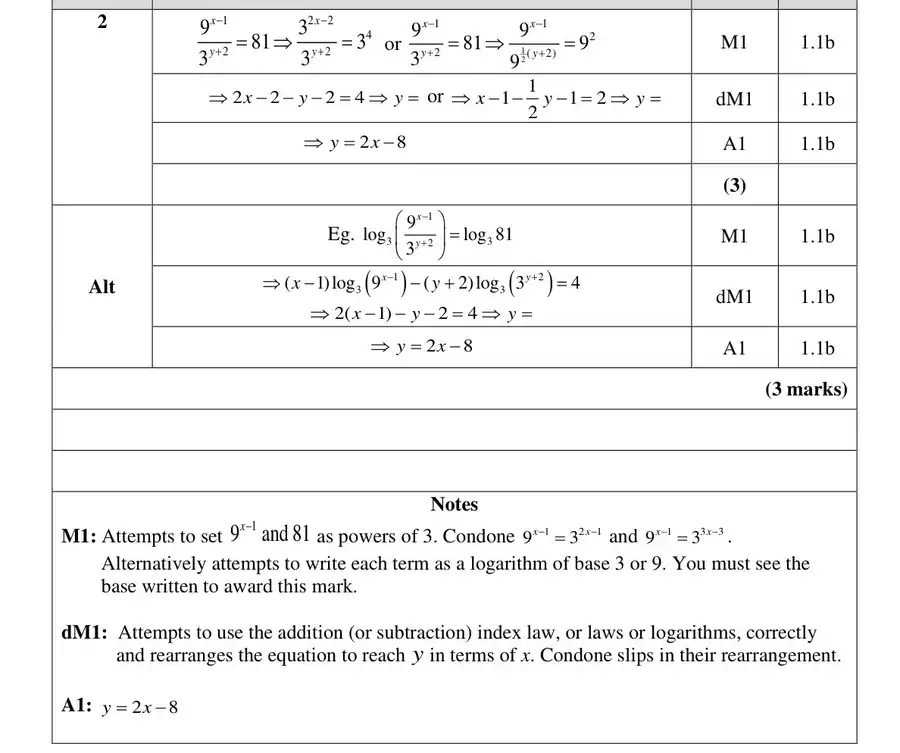 2
9^{x−1}/3^{y+2} = 81 ⇒ 3^{2x−2}/3^{y+2} = 3^4 or 9^{x−1}/3^{y+2} = 81 ⇒ 9^{x−1}/9^{½(y+2)} = 9^2
M1
1.1b
⇒ 2x − 2 − y − 2 = 4 ⇒ y = or ⇒ x − 1 − 1/2 y − 1 = 2 ⇒ y =
dM1
1.1b
⇒ y = 2x − 8
A1
1.1b
(3)
Alt
Eg. log₃(9^{x−1}/3^{y+2}) = log₃ 81
M1
1.1b
⇒ (x − 1) log₃(9^{x−1}) − (y + 2) log₃(3^{y+2}) = 4
⇒ 2(x − 1) − y − 2 = 4 ⇒ y =
dM1
1.1b
⇒ y = 2x − 8
A1
1.1b
(3 marks)
Notes
M1: Attempts to set 9^{x−1} and 81 as powers of 3. Condone 9^{x−1} = 3^{2x−1} and 9^{x−1} = 3^{3x−3}.
Alternatively attempts to write each term as a logarithm of base 3 or 9. You must see the
base written to award this mark.
dM1: Attempts to use the addition (or subtraction) index law, or laws or logarithms, correctly
and rearranges the equation to reach y in terms of x. Condone slips in their rearrangement.
A1: y = 2x − 8